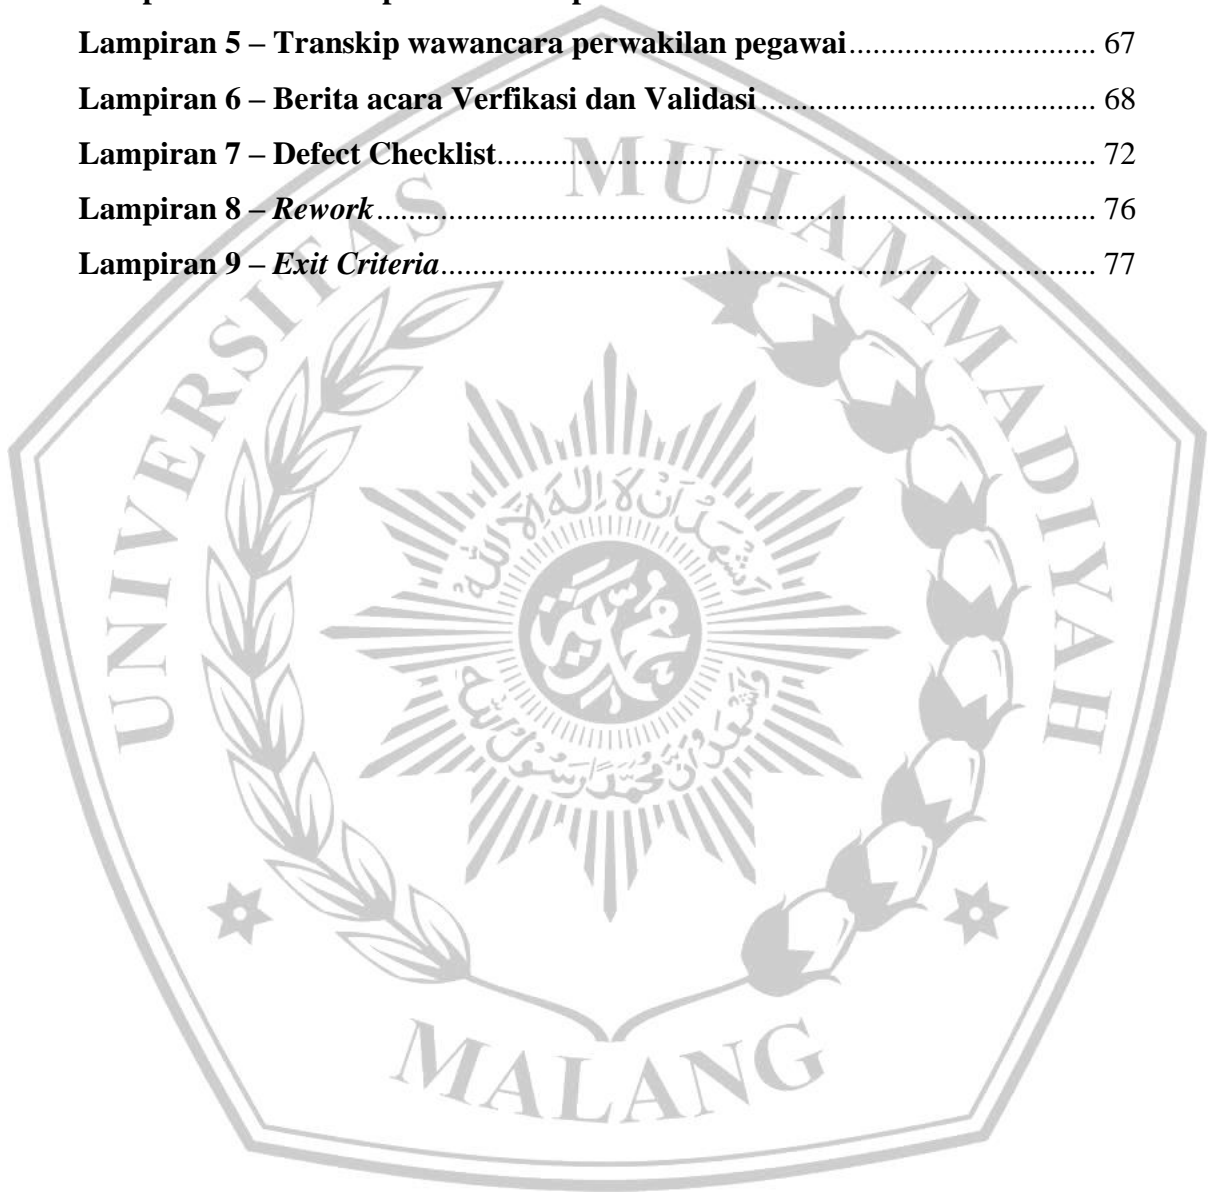 Lampiran 5 – Transkip wawancara perwakilan pegawai............................... 67
Lampiran 6 – Berita acara Verfikasi dan Validasi.......................................... 68
Lampiran 7 – Defect Checklist........................................................................... 72
Lampiran 8 – Rework.......................................................................................... 76
Lampiran 9 – Exit Criteria.................................................................................. 77
UNIVERSITAS MUHAMMADIYAH
MALANG